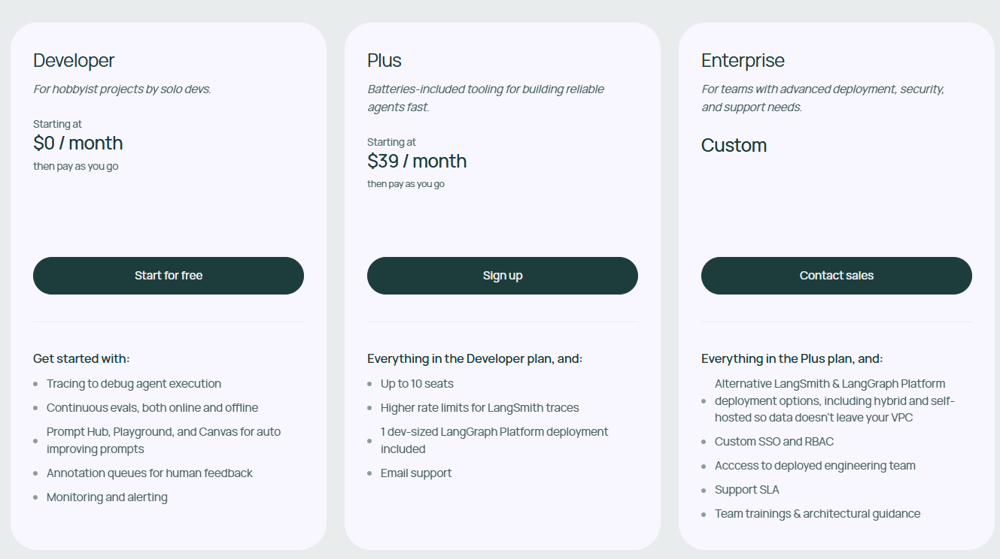 Developer
For hobbyist projects by solo devs.
Starting at
$0 / month
then pay as you go
Start for free
Get started with:
Tracing to debug agent execution
Continuous evals, both online and offline
Prompt Hub, Playground, and Canvas for auto
improving prompts
Annotation queues for human feedback
Monitoring and alerting
Plus
Batteries-included tooling for building reliable
agents fast.
Starting at
$39 / month
then pay as you go
Sign up
Everything in the Developer plan, and:
Up to 10 seats
Higher rate limits for LangSmith traces
1 dev-sized LangGraph Platform deployment
included
Email support
Enterprise
For teams with advanced deployment, security,
and support needs.
Custom
Contact sales
Everything in the Plus plan, and:
Alternative LangSmith & LangGraph Platform
deployment options, including hybrid and self-
hosted so data doesn't leave your VPC
Custom SSO and RBAC
Acccess to deployed engineering team
Support SLA
Team trainings & architectural guidance